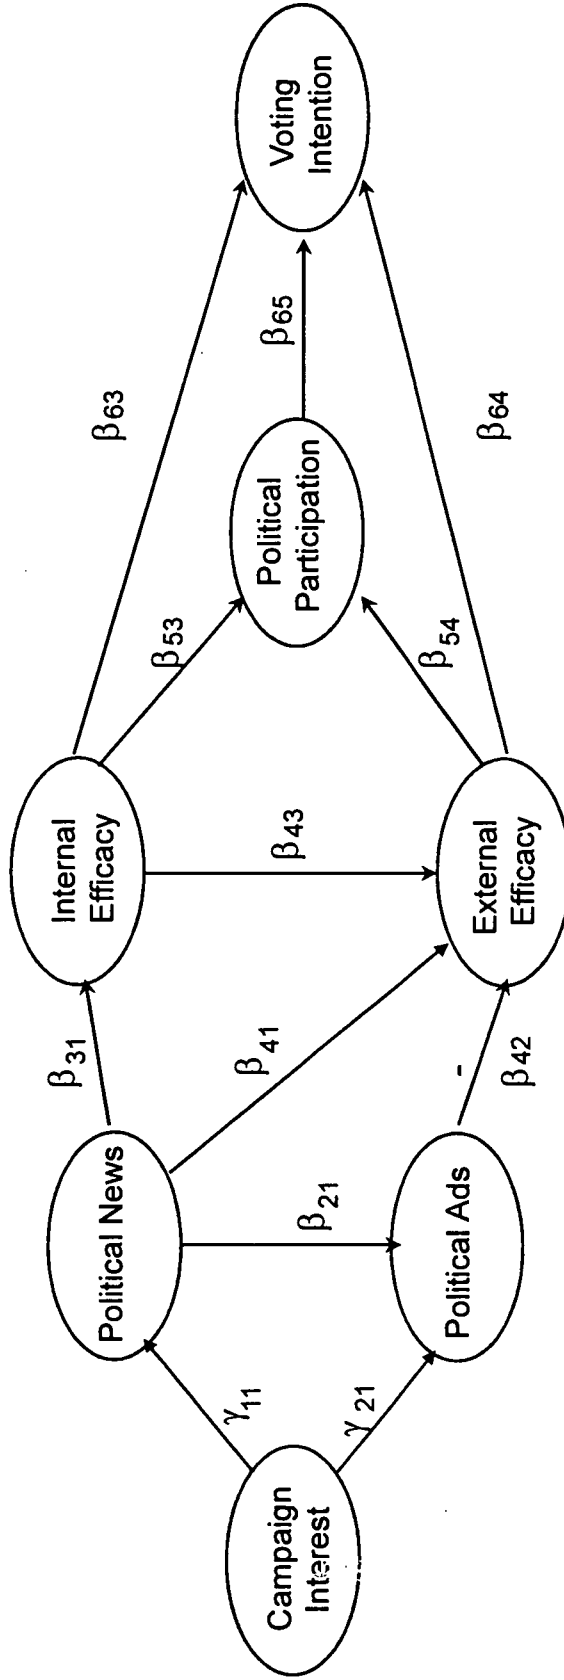 Campaign
Interest
γ11
γ21
Political News
β21
Political Ads
β31
β41
-
β42
Internal
Efficacy
β43
External
Efficacy
β53
β54
Political
Participation
β63
β65
β64
Voting
Intention